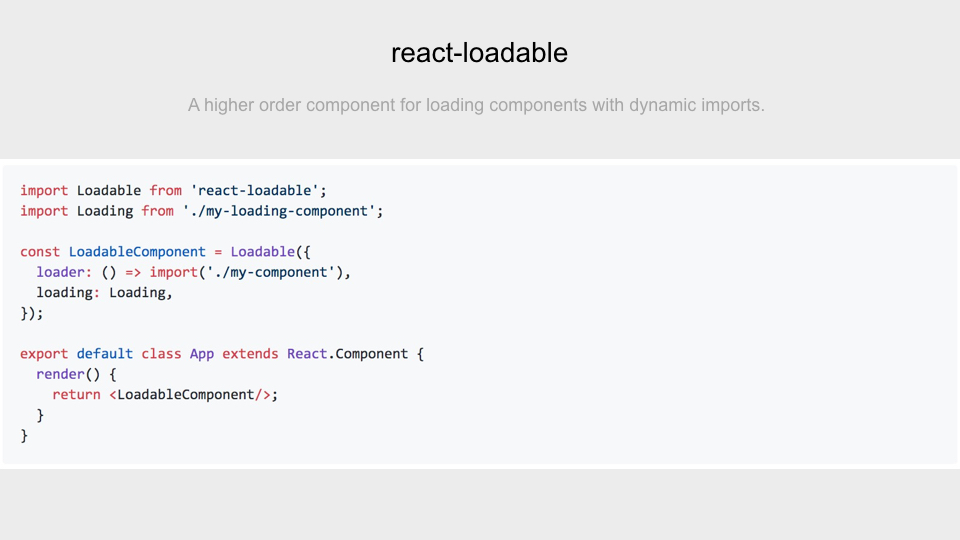 react-loadable
A higher order component for loading components with dynamic imports.
import Loadable from 'react-loadable';
import Loading from './my-loading-component';

const LoadableComponent = Loadable({
  loader: () => import('./my-component'),
  loading: Loading,
});

export default class App extends React.Component {
  render() {
    return <LoadableComponent/>;
  }
}